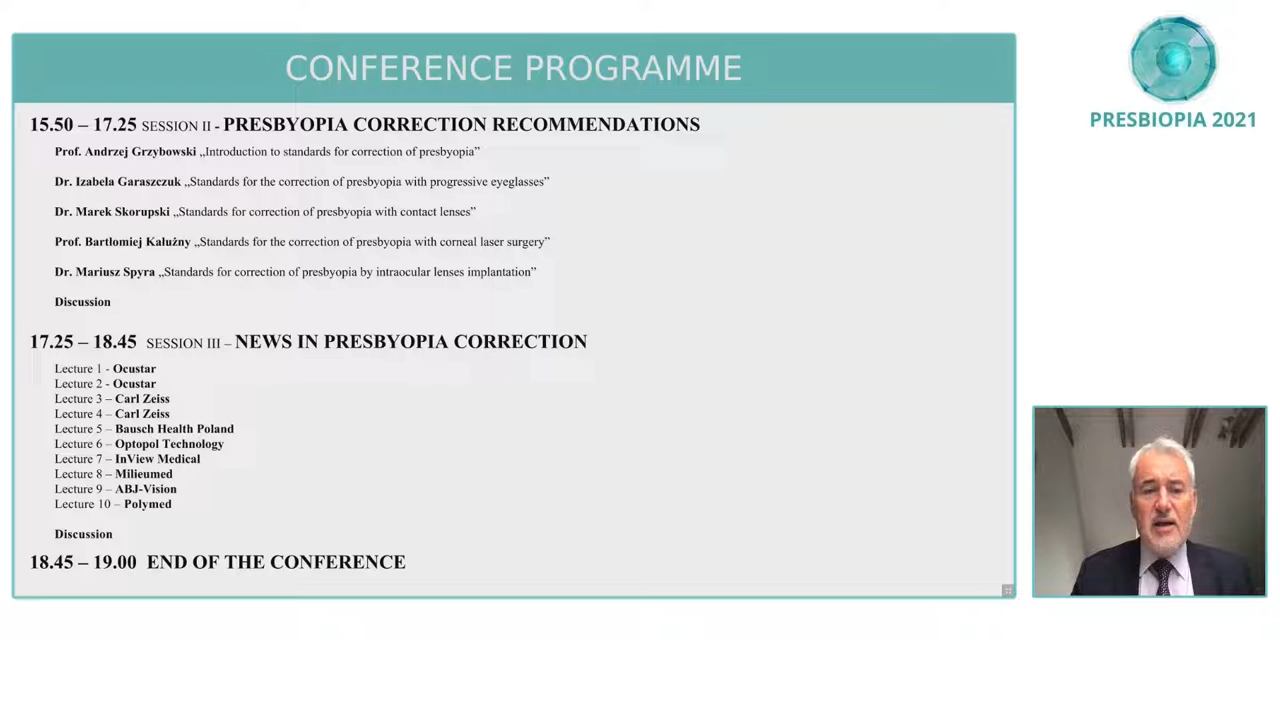 CONFERENCE PROGRAMME
PRESBIOPIA 2021
15.50 – 17.25 SESSION II - PRESBYOPIA CORRECTION RECOMMENDATIONS
Prof. Andrzej Grzybowski „Introduction to standards for correction of presbyopia”
Dr. Izabela Garaszczuk „Standards for the correction of presbyopia with progressive eyeglasses”
Dr. Marek Skorupski „Standards for correction of presbyopia with contact lenses”
Prof. Bartłomiej Kałużny „Standards for the correction of presbyopia with corneal laser surgery”
Dr. Mariusz Spyra „Standards for correction of presbyopia by intraocular lenses implantation”
Discussion
17.25 – 18.45 SESSION III – NEWS IN PRESBYOPIA CORRECTION
Lecture 1 - Ocustar
Lecture 2 - Ocustar
Lecture 3 – Carl Zeiss
Lecture 4 – Carl Zeiss
Lecture 5 – Bausch Health Poland
Lecture 6 – Optopol Technology
Lecture 7 – InView Medical
Lecture 8 – Milieumed
Lecture 9 – ABJ-Vision
Lecture 10 – Polymed
Discussion
18.45 – 19.00 END OF THE CONFERENCE